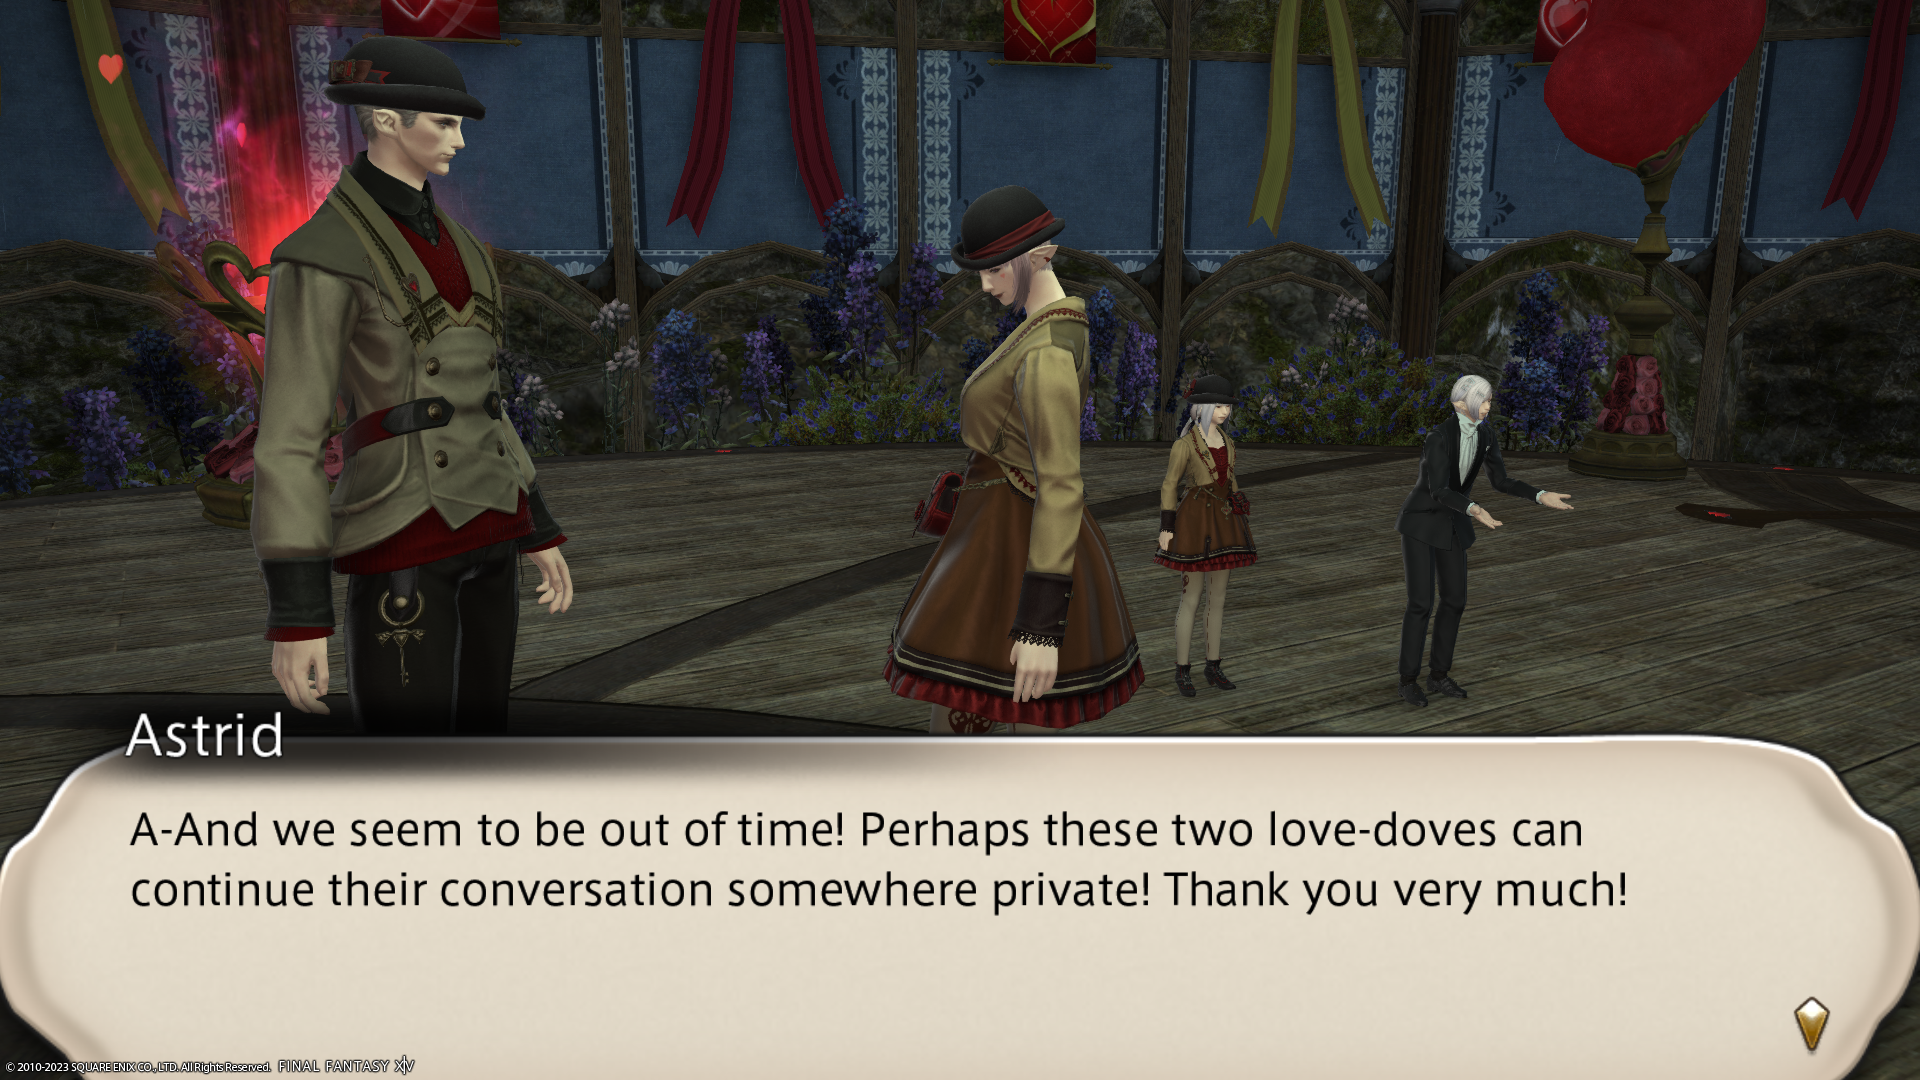 Astrid
A-And we seem to be out of time! Perhaps these two love-doves can
continue their conversation somewhere private! Thank you very much!
© 2010-2023 SQUARE ENIX CO., LTD. All Rights Reserved. FINAL FANTASY XIV